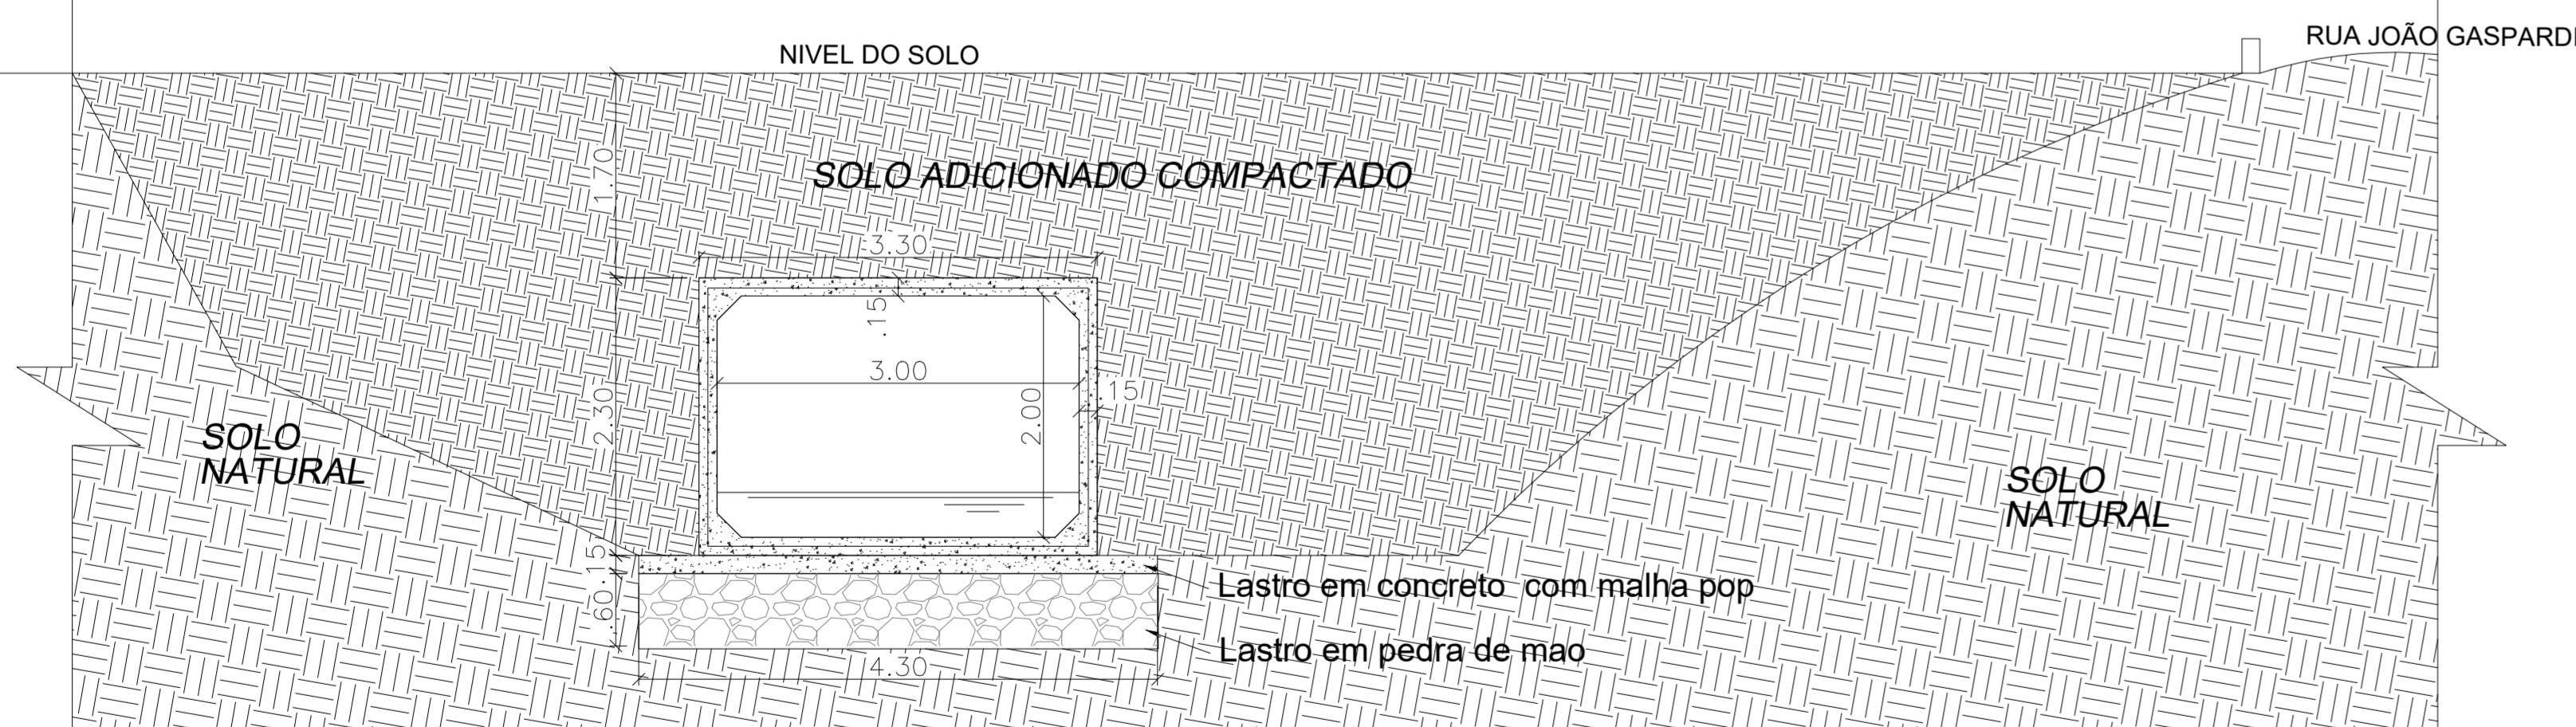 RUA JOÃO GASPARD
NIVEL DO SOLO
1.70
SOLO ADICIONADO COMPACTADO
3.30
.15
3.00
.15
2.30
2.00
SOLO
NATURAL
SOLO
NATURAL
.15
Lastro em concreto com malha pop
.60
Lastro em pedra de mao
4.30